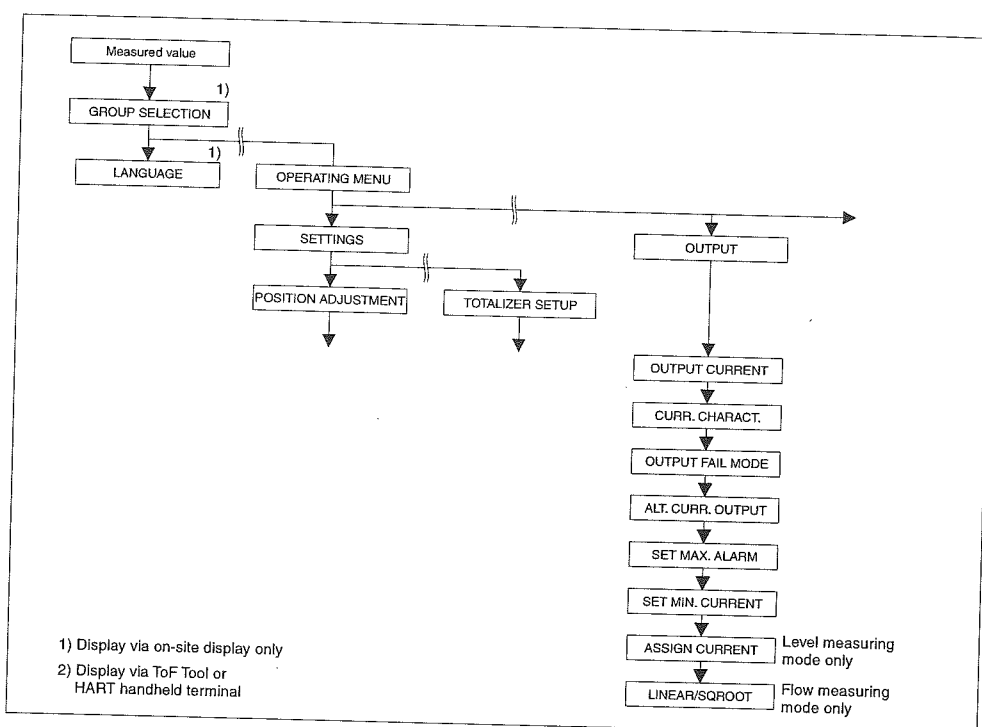 Measured value
1)
GROUP SELECTION
1)
LANGUAGE
OPERATING MENU
SETTINGS
OUTPUT
POSITION ADJUSTMENT
TOTALIZER SETUP
OUTPUT CURRENT
CURR. CHARACT.
OUTPUT FAIL MODE
ALT. CURR. OUTPUT
SET MAX. ALARM
SET MIN. CURRENT
ASSIGN CURRENT
Level measuring
mode only
LINEAR/SQROOT
Flow measuring
mode only
1) Display via on-site display only
2) Display via ToF Tool or
HART handheld terminal